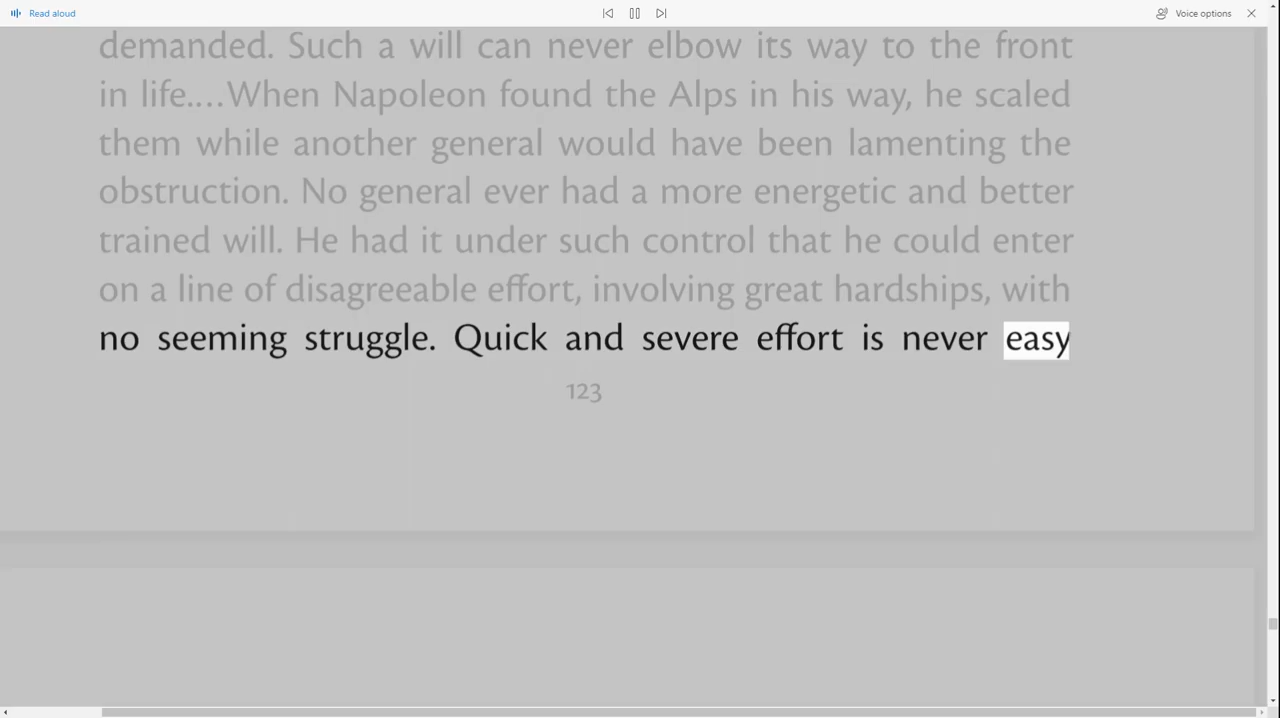 Read aloud
Voice options
demanded. Such a will can never elbow its way to the front
in life....When Napoleon found the Alps in his way, he scaled
them while another general would have been lamenting the
obstruction. No general ever had a more energetic and better
trained will. He had it under such control that he could enter
on a line of disagreeable effort, involving great hardships, with
no seeming struggle. Quick and severe effort is never easy
123